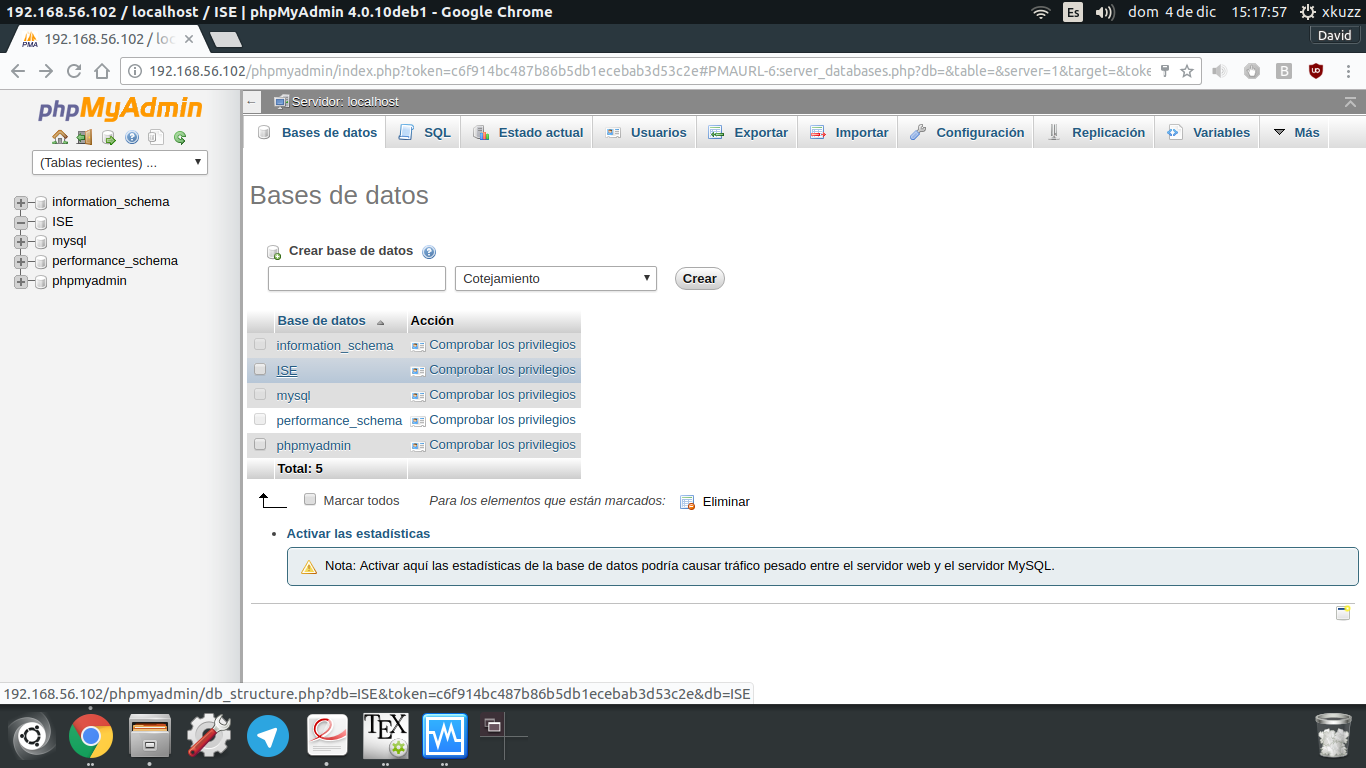 192.168.56.102 / localhost / ISE | phpMyAdmin 4.0.10deb1 - Google Chrome
Es
dom 4 de dic 15:17:57 xkuzz
PMA 192.168.56.102 / loc
David
192.168.56.102/phpmyadmin/index.php?token=c6f914bc487b86b5db1ecebab3d53c2e#PMAURL-6:server_databases.php?db=&table=&server=1&target=&toke
phpMyAdmin
(Tablas recientes) ...
information_schema
ISE
mysql
performance_schema
phpmyadmin
Servidor: localhost
Bases de datos SQL Estado actual Usuarios Exportar Importar Configuración Replicación Variables Más
Bases de datos
Crear base de datos
Cotejamiento Crear
Base de datos Acción
information_schema Comprobar los privilegios
ISE Comprobar los privilegios
mysql Comprobar los privilegios
performance_schema Comprobar los privilegios
phpmyadmin Comprobar los privilegios
Total: 5
Marcar todos Para los elementos que están marcados: Eliminar
Activar las estadísticas
Nota: Activar aquí las estadísticas de la base de datos podría causar tráfico pesado entre el servidor web y el servidor MySQL.
192.168.56.102/phpmyadmin/db_structure.php?db=ISE&token=c6f914bc487b86b5db1ecebab3d53c2e&db=ISE
TEX